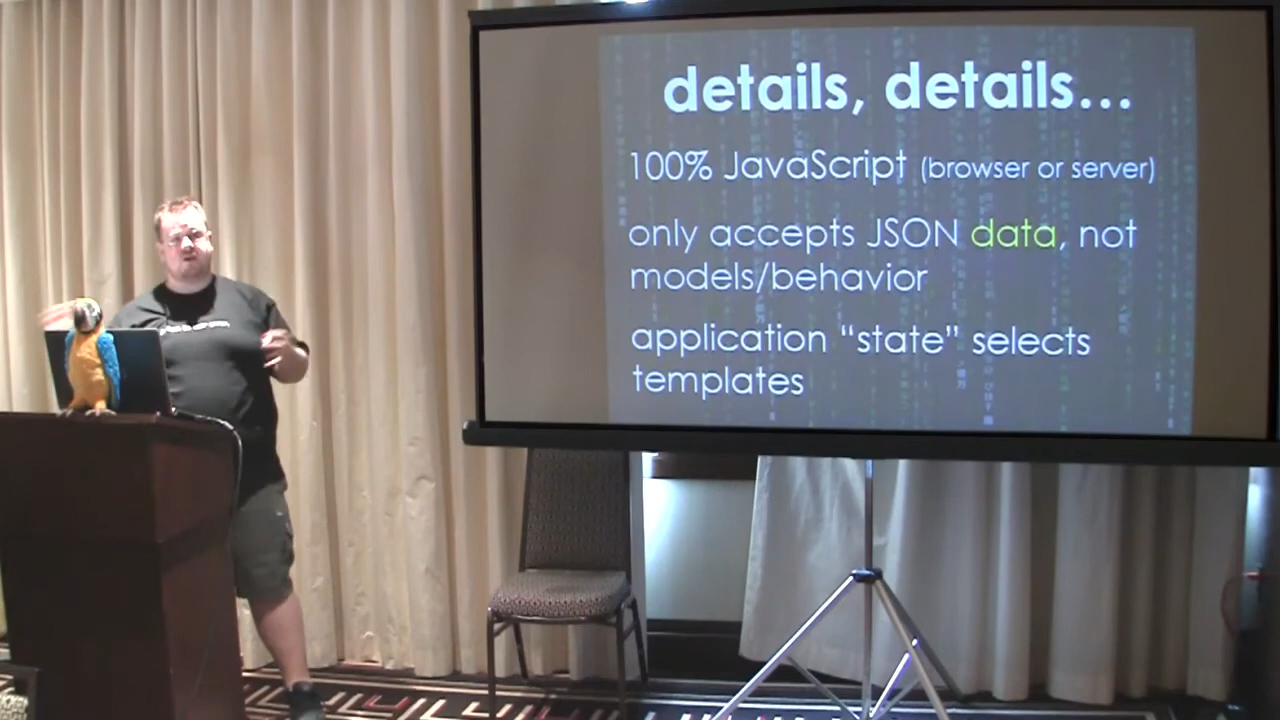 details, details...
100% JavaScript (browser or server)
only accepts JSON data, not
models/behavior
application “state” selects
templates